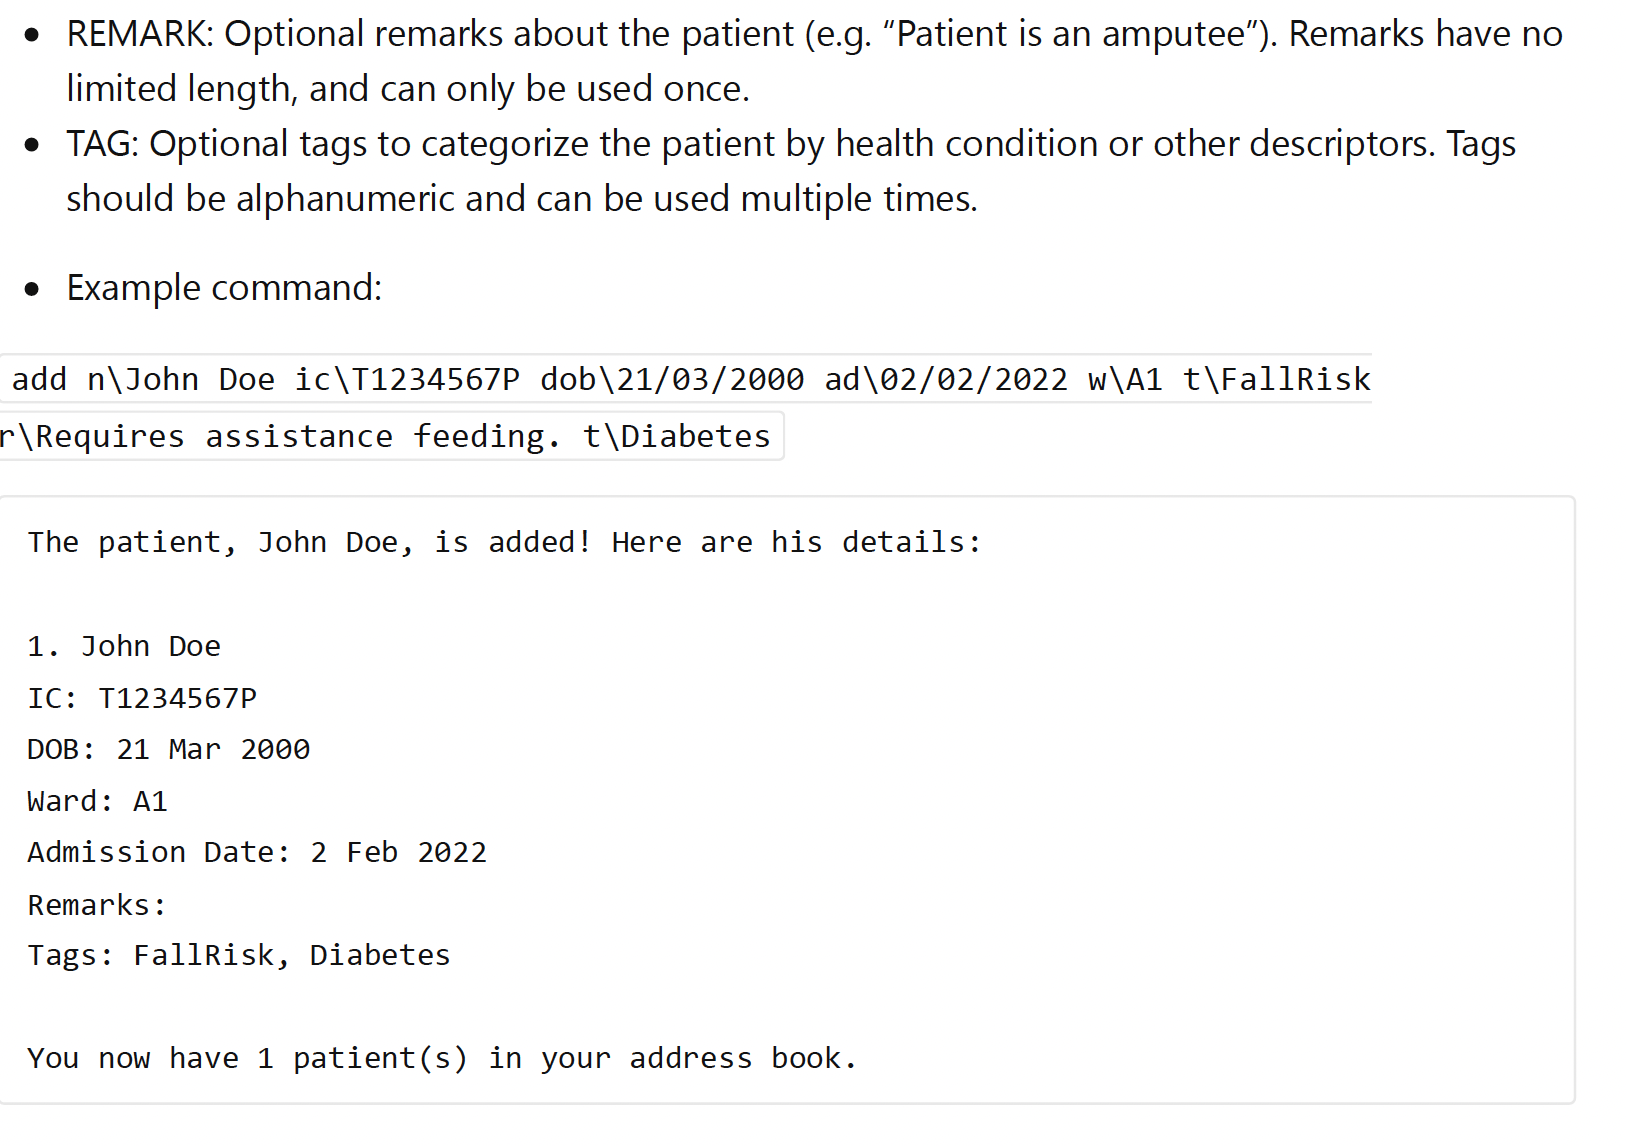 • REMARK: Optional remarks about the patient (e.g. “Patient is an amputee”). Remarks have no
limited length, and can only be used once.
• TAG: Optional tags to categorize the patient by health condition or other descriptors. Tags
should be alphanumeric and can be used multiple times.
• Example command:
add n\John Doe ic\T1234567P dob\21/03/2000 ad\02/02/2022 w\A1 t\FallRisk
r\Requires assistance feeding. t\Diabetes
The patient, John Doe, is added! Here are his details:
1. John Doe
IC: T1234567P
DOB: 21 Mar 2000
Ward: A1
Admission Date: 2 Feb 2022
Remarks:
Tags: FallRisk, Diabetes
You now have 1 patient(s) in your address book.